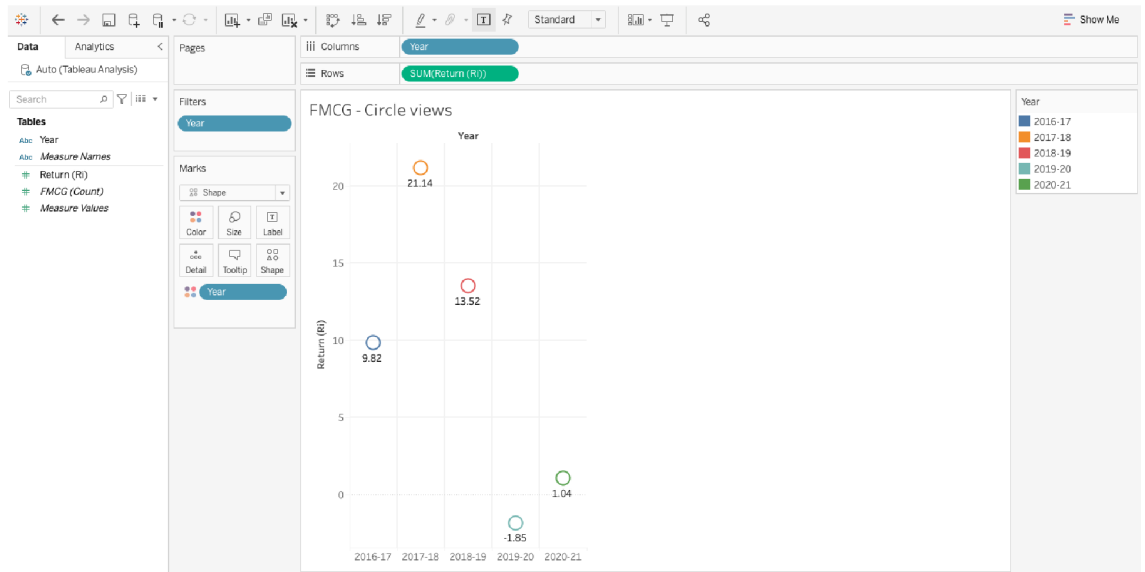 Standard
Show Me
Data
Analytics
Auto (Tableau Analysis)
Search
Tables
Abc Year
Abc Measure Names
# Return (Ri)
# FMCG (Count)
# Measure Values
Pages
Filters
Year
Marks
Shape
Color
Size
Label
Detail
Tooltip
Shape
Year
Columns
Year
Rows
SUM(Return (Ri))
FMCG - Circle views
Year
Return (Ri)
20
15
10
5
0
9.82
21.14
13.52
-1.85
1.04
2016-17
2017-18
2018-19
2019-20
2020-21
Year
2016-17
2017-18
2018-19
2019-20
2020-21